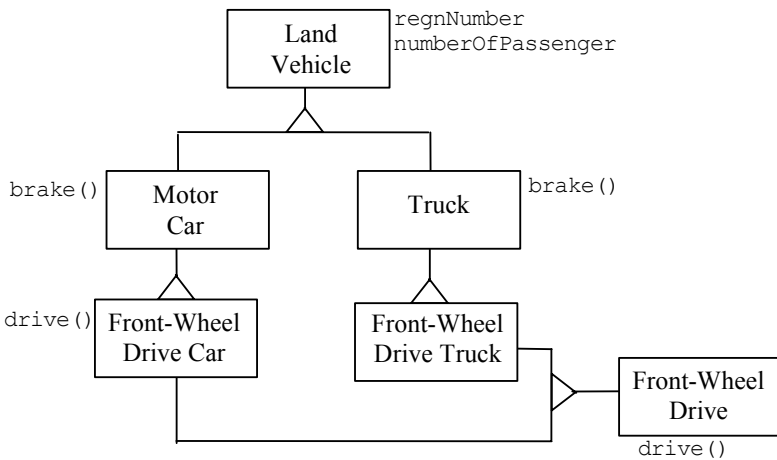 Land
Vehicle
regnNumber
numberOfPassenger
brake()
Motor
Car
Truck
brake()
drive()
Front-Wheel
Drive Car
Front-Wheel
Drive Truck
Front-Wheel
Drive
drive()